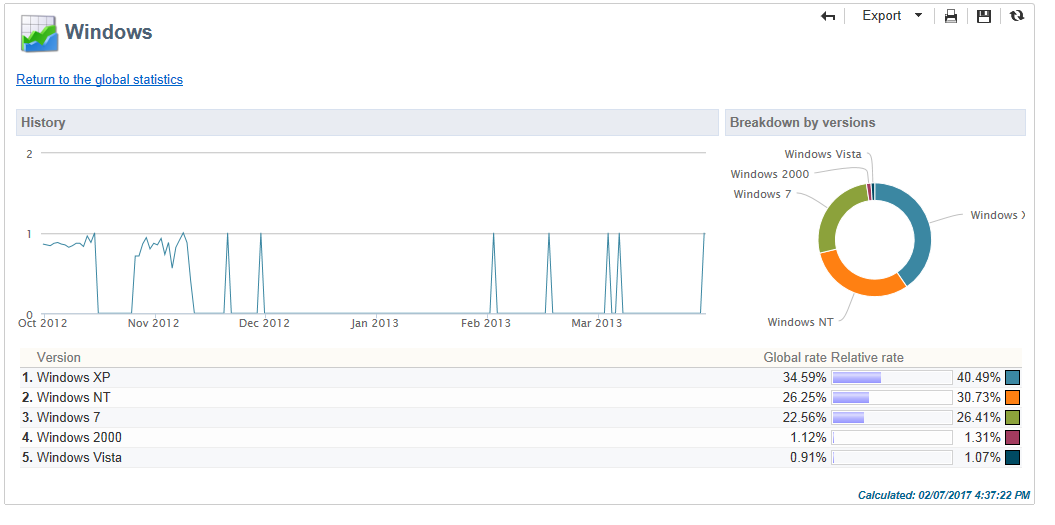 Windows
Export
Return to the global statistics
History
Breakdown by versions
2
1
0
Oct 2012 Nov 2012 Dec 2012 Jan 2013 Feb 2013 Mar 2013
Windows Vista
Windows 2000
Windows 7
Windows X
Windows NT
Version Global rate Relative rate
1. Windows XP 34.59% 40.49%
2. Windows NT 26.25% 30.73%
3. Windows 7 22.56% 26.41%
4. Windows 2000 1.12% 1.31%
5. Windows Vista 0.91% 1.07%
Calculated: 02/07/2017 4:37:22 PM